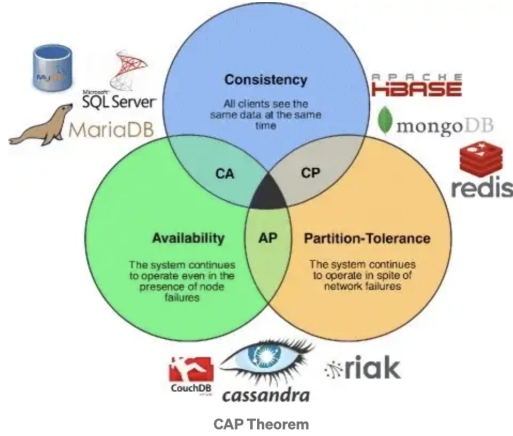 Consistency
All clients see the
same data at the same
time
MySQL
Microsoft
SQL Server
MariaDB
APACHE
HBASE
mongoDB
redis
CA
CP
Availability
AP
Partition-Tolerance
The system continues
to operate even in the
presence of node
failures
The system continues
to operate in spite of
network failures
CouchDB
cassandra
riak
CAP Theorem